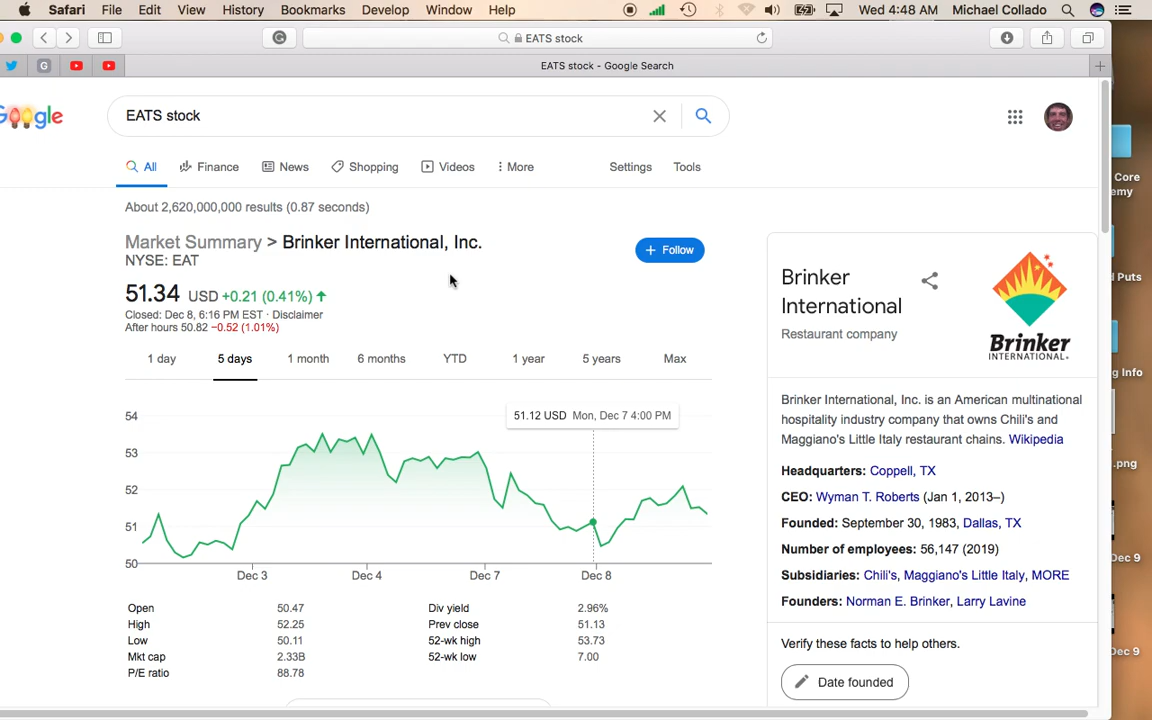 Safari File Edit View History Bookmarks Develop Window Help Wed 4:48 AM Michael Collado
EATS stock
EATS stock - Google Search
Google
EATS stock
All Finance News Shopping Videos More Settings Tools
About 2,620,000,000 results (0.87 seconds)
Market Summary > Brinker International, Inc.
NYSE: EAT
+ Follow
51.34 USD +0.21 (0.41%)
Closed: Dec 8, 6:16 PM EST · Disclaimer
After hours 50.82 −0.52 (1.01%)
1 day 5 days 1 month 6 months YTD 1 year 5 years Max
51.12 USD Mon, Dec 7 4:00 PM
54
53
52
51
50
Dec 3 Dec 4 Dec 7 Dec 8
Open 50.47 Div yield 2.96%
High 52.25 Prev close 51.13
Low 50.11 52-wk high 53.73
Mkt cap 2.33B 52-wk low 7.00
P/E ratio 88.78
Brinker
International
Restaurant company
Brinker
INTERNATIONAL
Brinker International, Inc. is an American multinational
hospitality industry company that owns Chili's and
Maggiano's Little Italy restaurant chains. Wikipedia
Headquarters: Coppell, TX
CEO: Wyman T. Roberts (Jan 1, 2013–)
Founded: September 30, 1983, Dallas, TX
Number of employees: 56,147 (2019)
Subsidiaries: Chili's, Maggiano's Little Italy, MORE
Founders: Norman E. Brinker, Larry Lavine
Verify these facts to help others.
Date founded
Core
emy
d Puts
g Info
.png
Dec 9
Dec 9